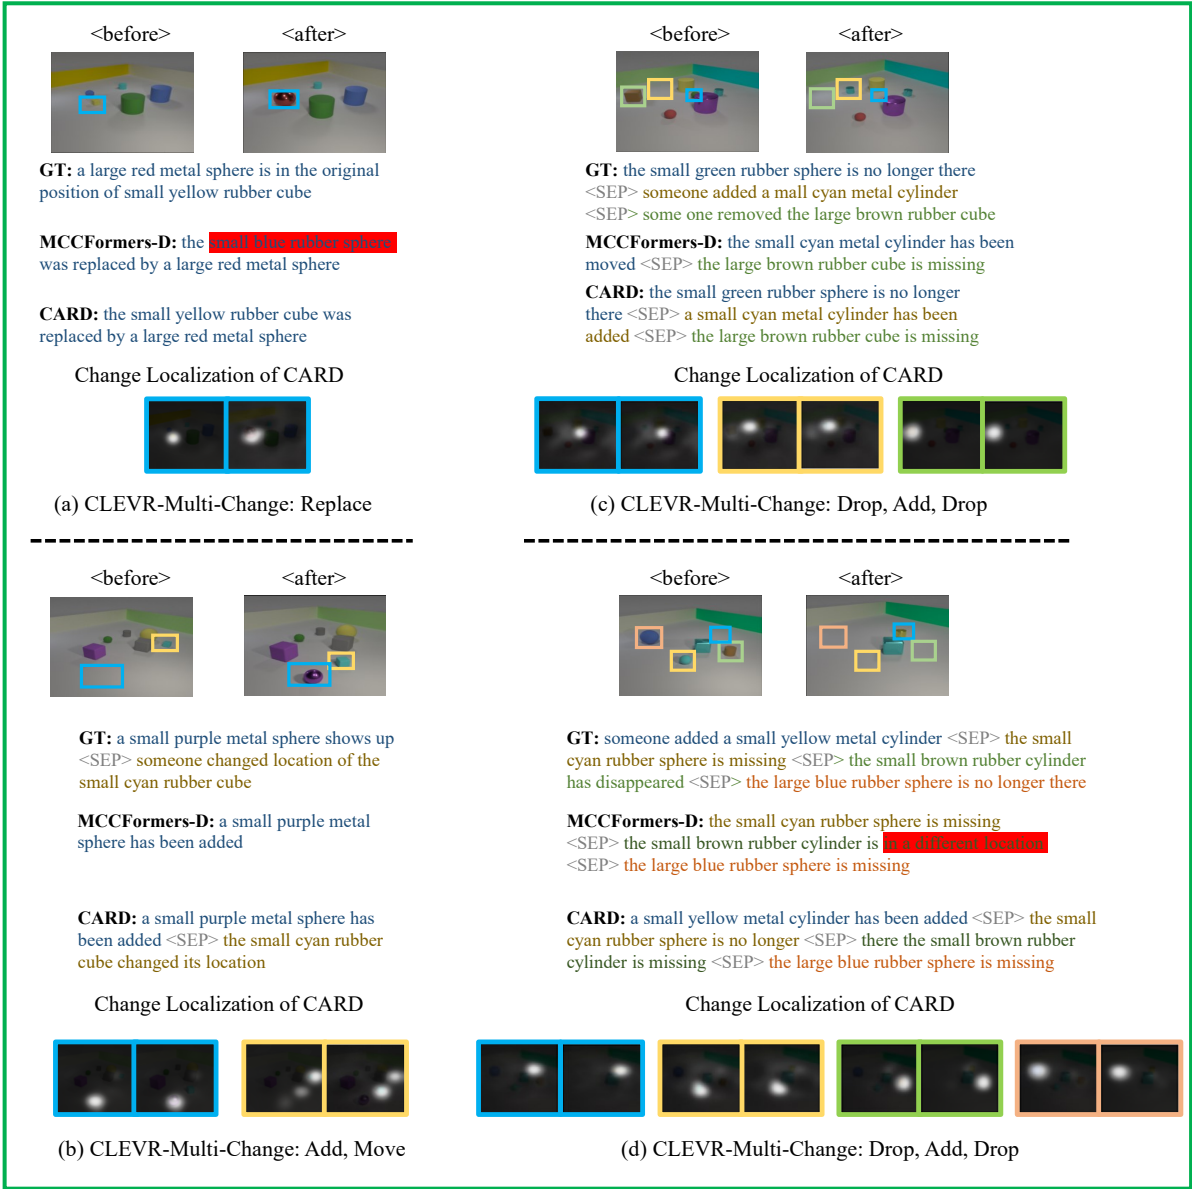 <before> <after>
GT: a large red metal sphere is in the original
position of small yellow rubber cube
MCCFormers-D: the small blue rubber sphere
was replaced by a large red metal sphere
CARD: the small yellow rubber cube was
replaced by a large red metal sphere
Change Localization of CARD
(a) CLEVR-Multi-Change: Replace
<before> <after>
GT: the small green rubber sphere is no longer there
<SEP> someone added a mall cyan metal cylinder
<SEP> some one removed the large brown rubber cube
MCCFormers-D: the small cyan metal cylinder has been
moved <SEP> the large brown rubber cube is missing
CARD: the small green rubber sphere is no longer
there <SEP> a small cyan metal cylinder has been
added <SEP> the large brown rubber cube is missing
Change Localization of CARD
(c) CLEVR-Multi-Change: Drop, Add, Drop
<before> <after>
GT: a small purple metal sphere shows up
<SEP> someone changed location of the
small cyan rubber cube
MCCFormers-D: a small purple metal
sphere has been added
CARD: a small purple metal sphere has
been added <SEP> the small cyan rubber
cube changed its location
Change Localization of CARD
(b) CLEVR-Multi-Change: Add, Move
<before> <after>
GT: someone added a small yellow metal cylinder <SEP> the small
cyan rubber sphere is missing <SEP> the small brown rubber cylinder
has disappeared <SEP> the large blue rubber sphere is no longer there
MCCFormers-D: the small cyan rubber sphere is missing
<SEP> the small brown rubber cylinder is in a different location
<SEP> the large blue rubber sphere is missing
CARD: a small yellow metal cylinder has been added <SEP> the small
cyan rubber sphere is no longer <SEP> there the small brown rubber
cylinder is missing <SEP> the large blue rubber sphere is missing
Change Localization of CARD
(d) CLEVR-Multi-Change: Drop, Add, Drop